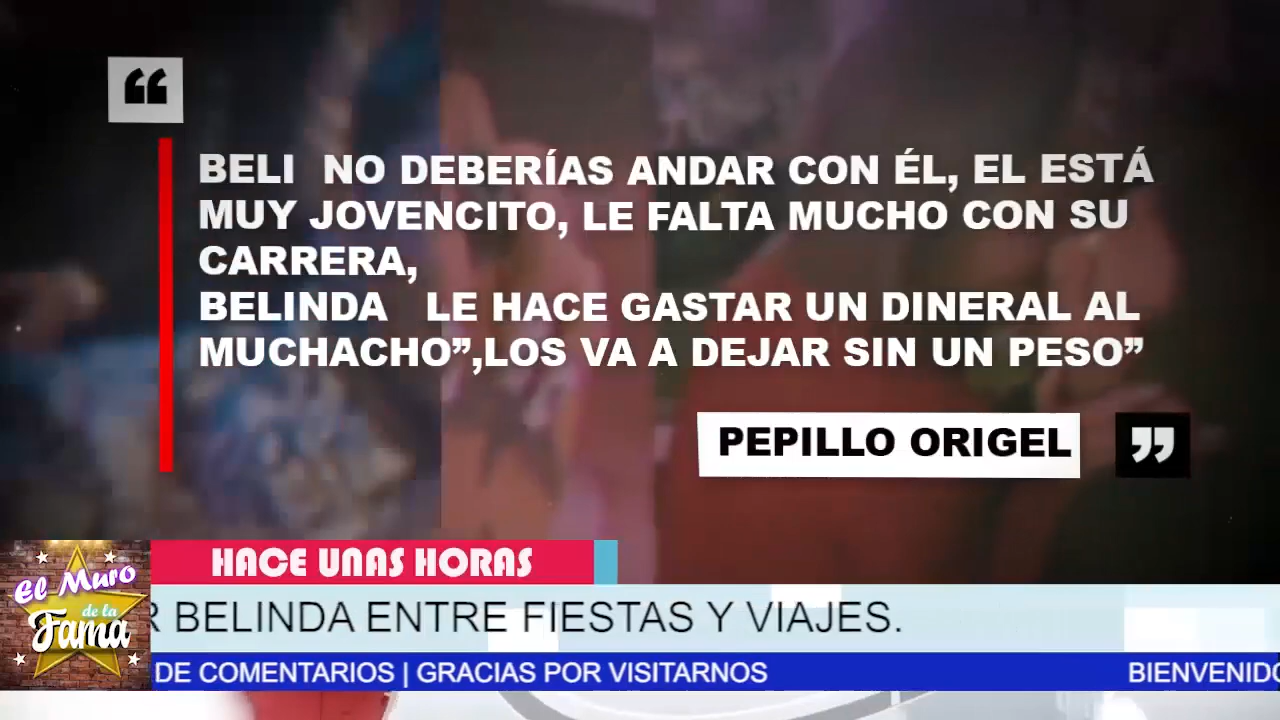 “
BELI NO DEBERÍAS ANDAR CON ÉL, EL ESTÁ
MUY JOVENCITO, LE FALTA MUCHO CON SU
CARRERA,
BELINDA LE HACE GASTAR UN DINERAL AL
MUCHACHO”,LOS VA A DEJAR SIN UN PESO”
PEPILLO ORIGEL
”
HACE UNAS HORAS
El Muro
de la
Fama
R BELINDA ENTRE FIESTAS Y VIAJES.
DE COMENTARIOS | GRACIAS POR VISITARNOS BIENVENIDO